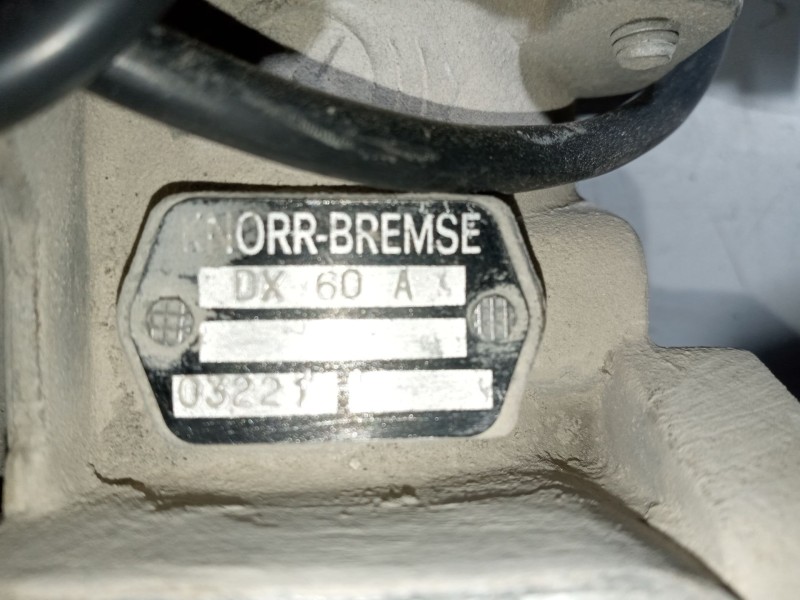 KNORR-BREMSE
DX 60 A
03221